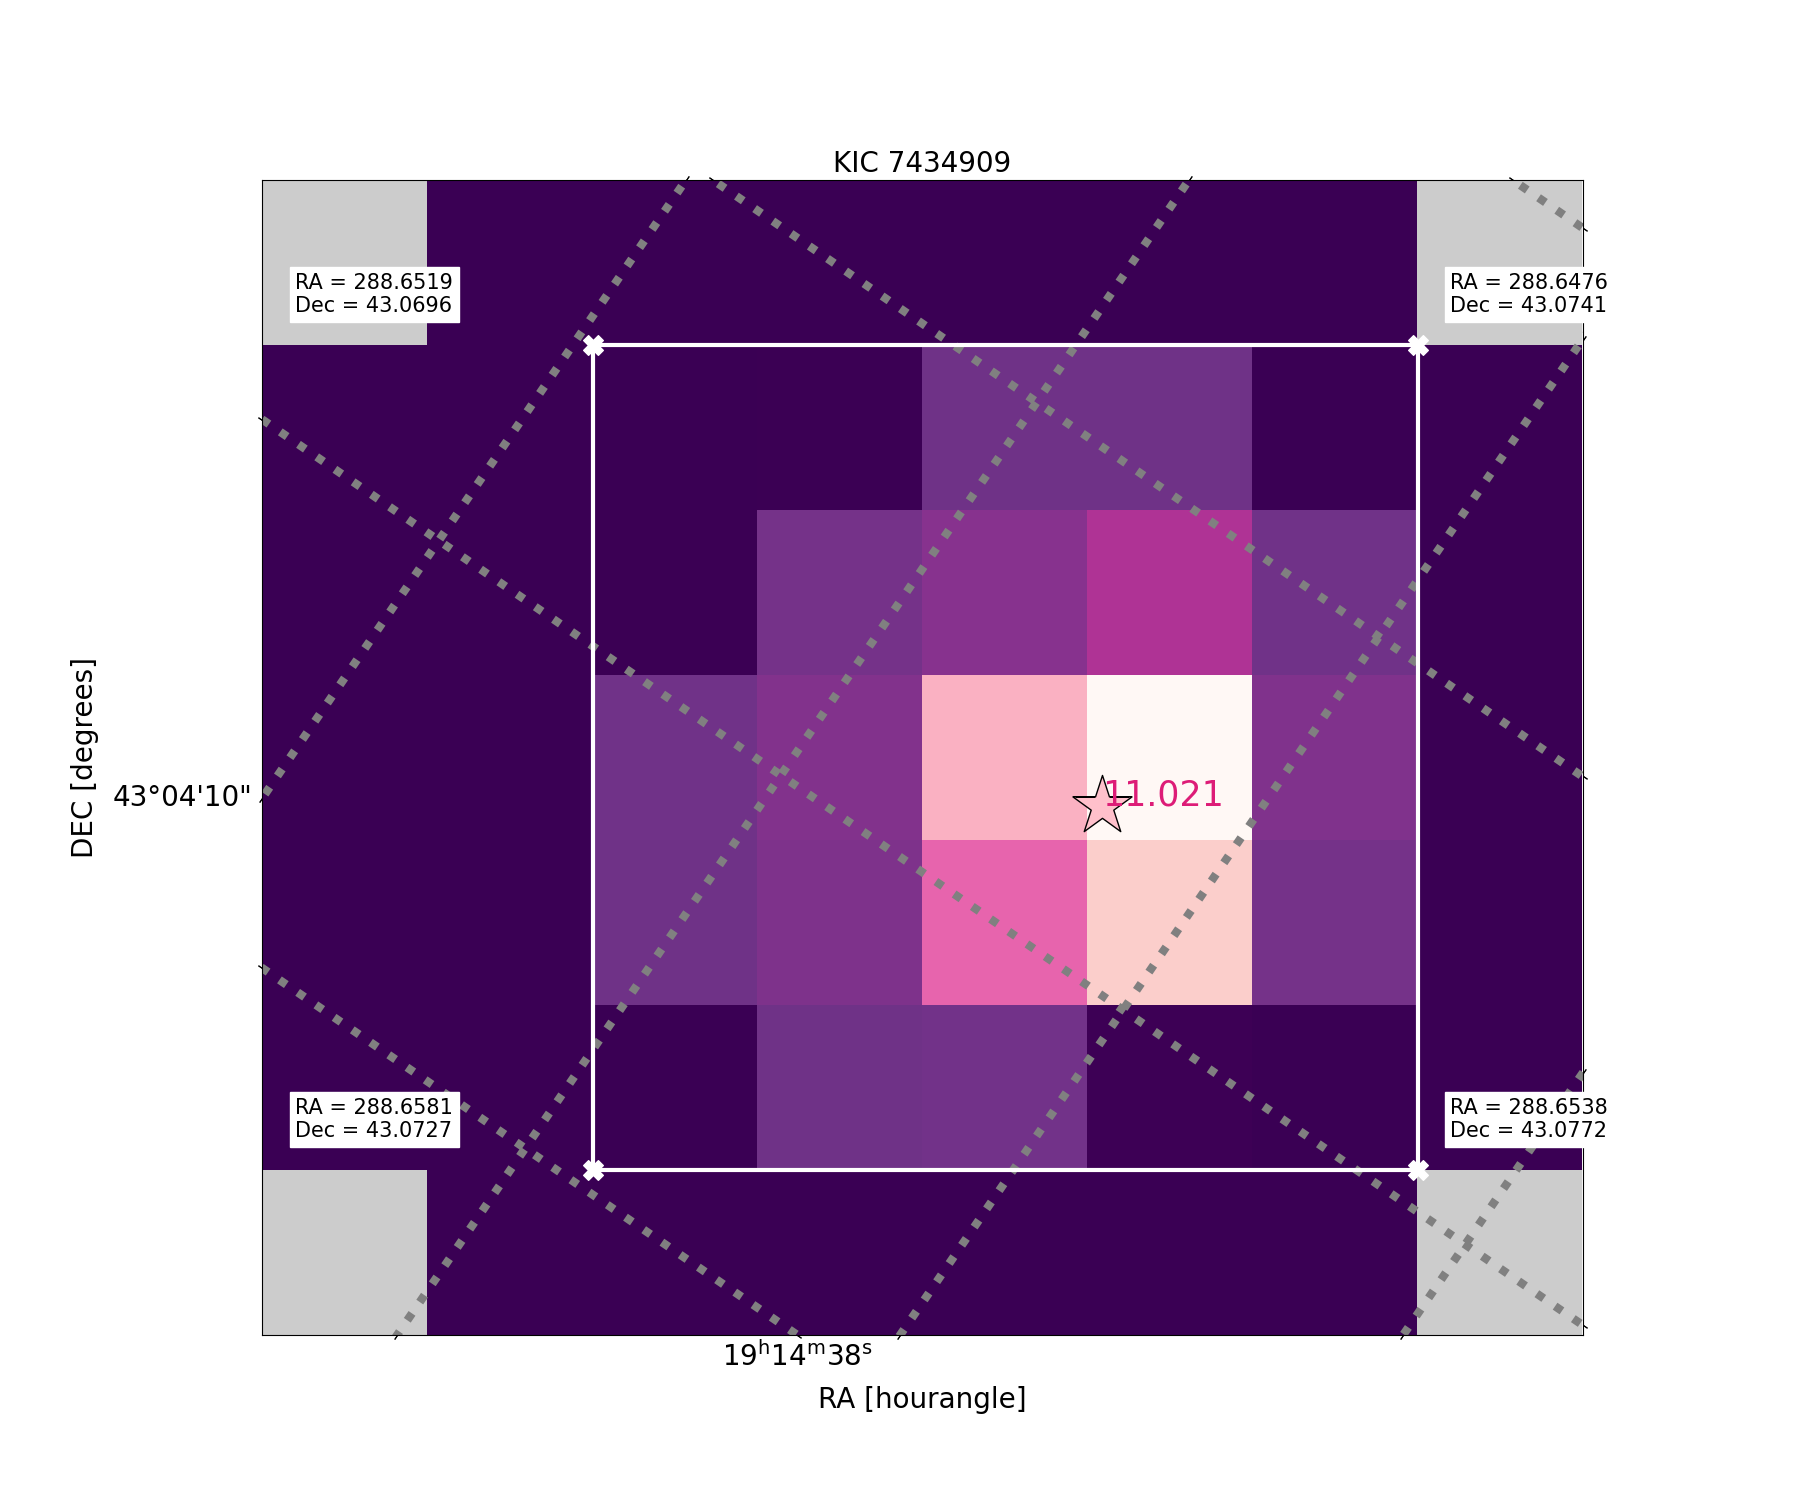 KIC 7434909
RA = 288.6519
Dec = 43.0696
RA = 288.6476
Dec = 43.0741
11.021
43°04'10"
DEC [degrees]
RA = 288.6581
Dec = 43.0727
RA = 288.6538
Dec = 43.0772
19ʰ14ᵐ38ˢ
RA [hourangle]